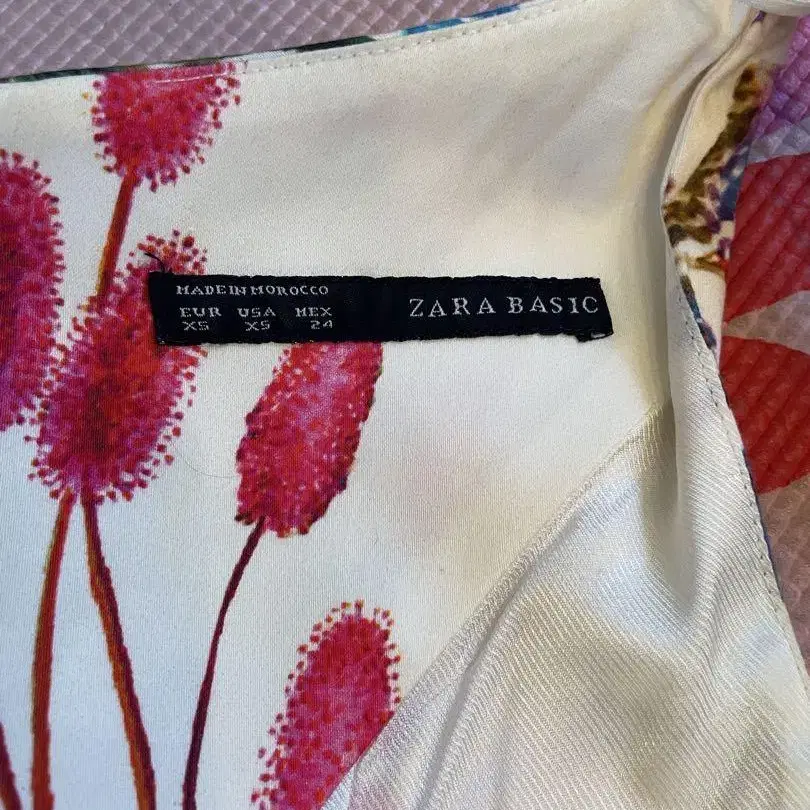 MADE IN MOROCCO
EUR USA MEX
XS XS 24
ZARA BASIC